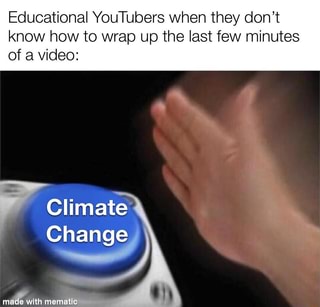 Educational YouTubers when they don’t
know how to wrap up the last few minutes
of a video:
Climate
Change
made with mematic